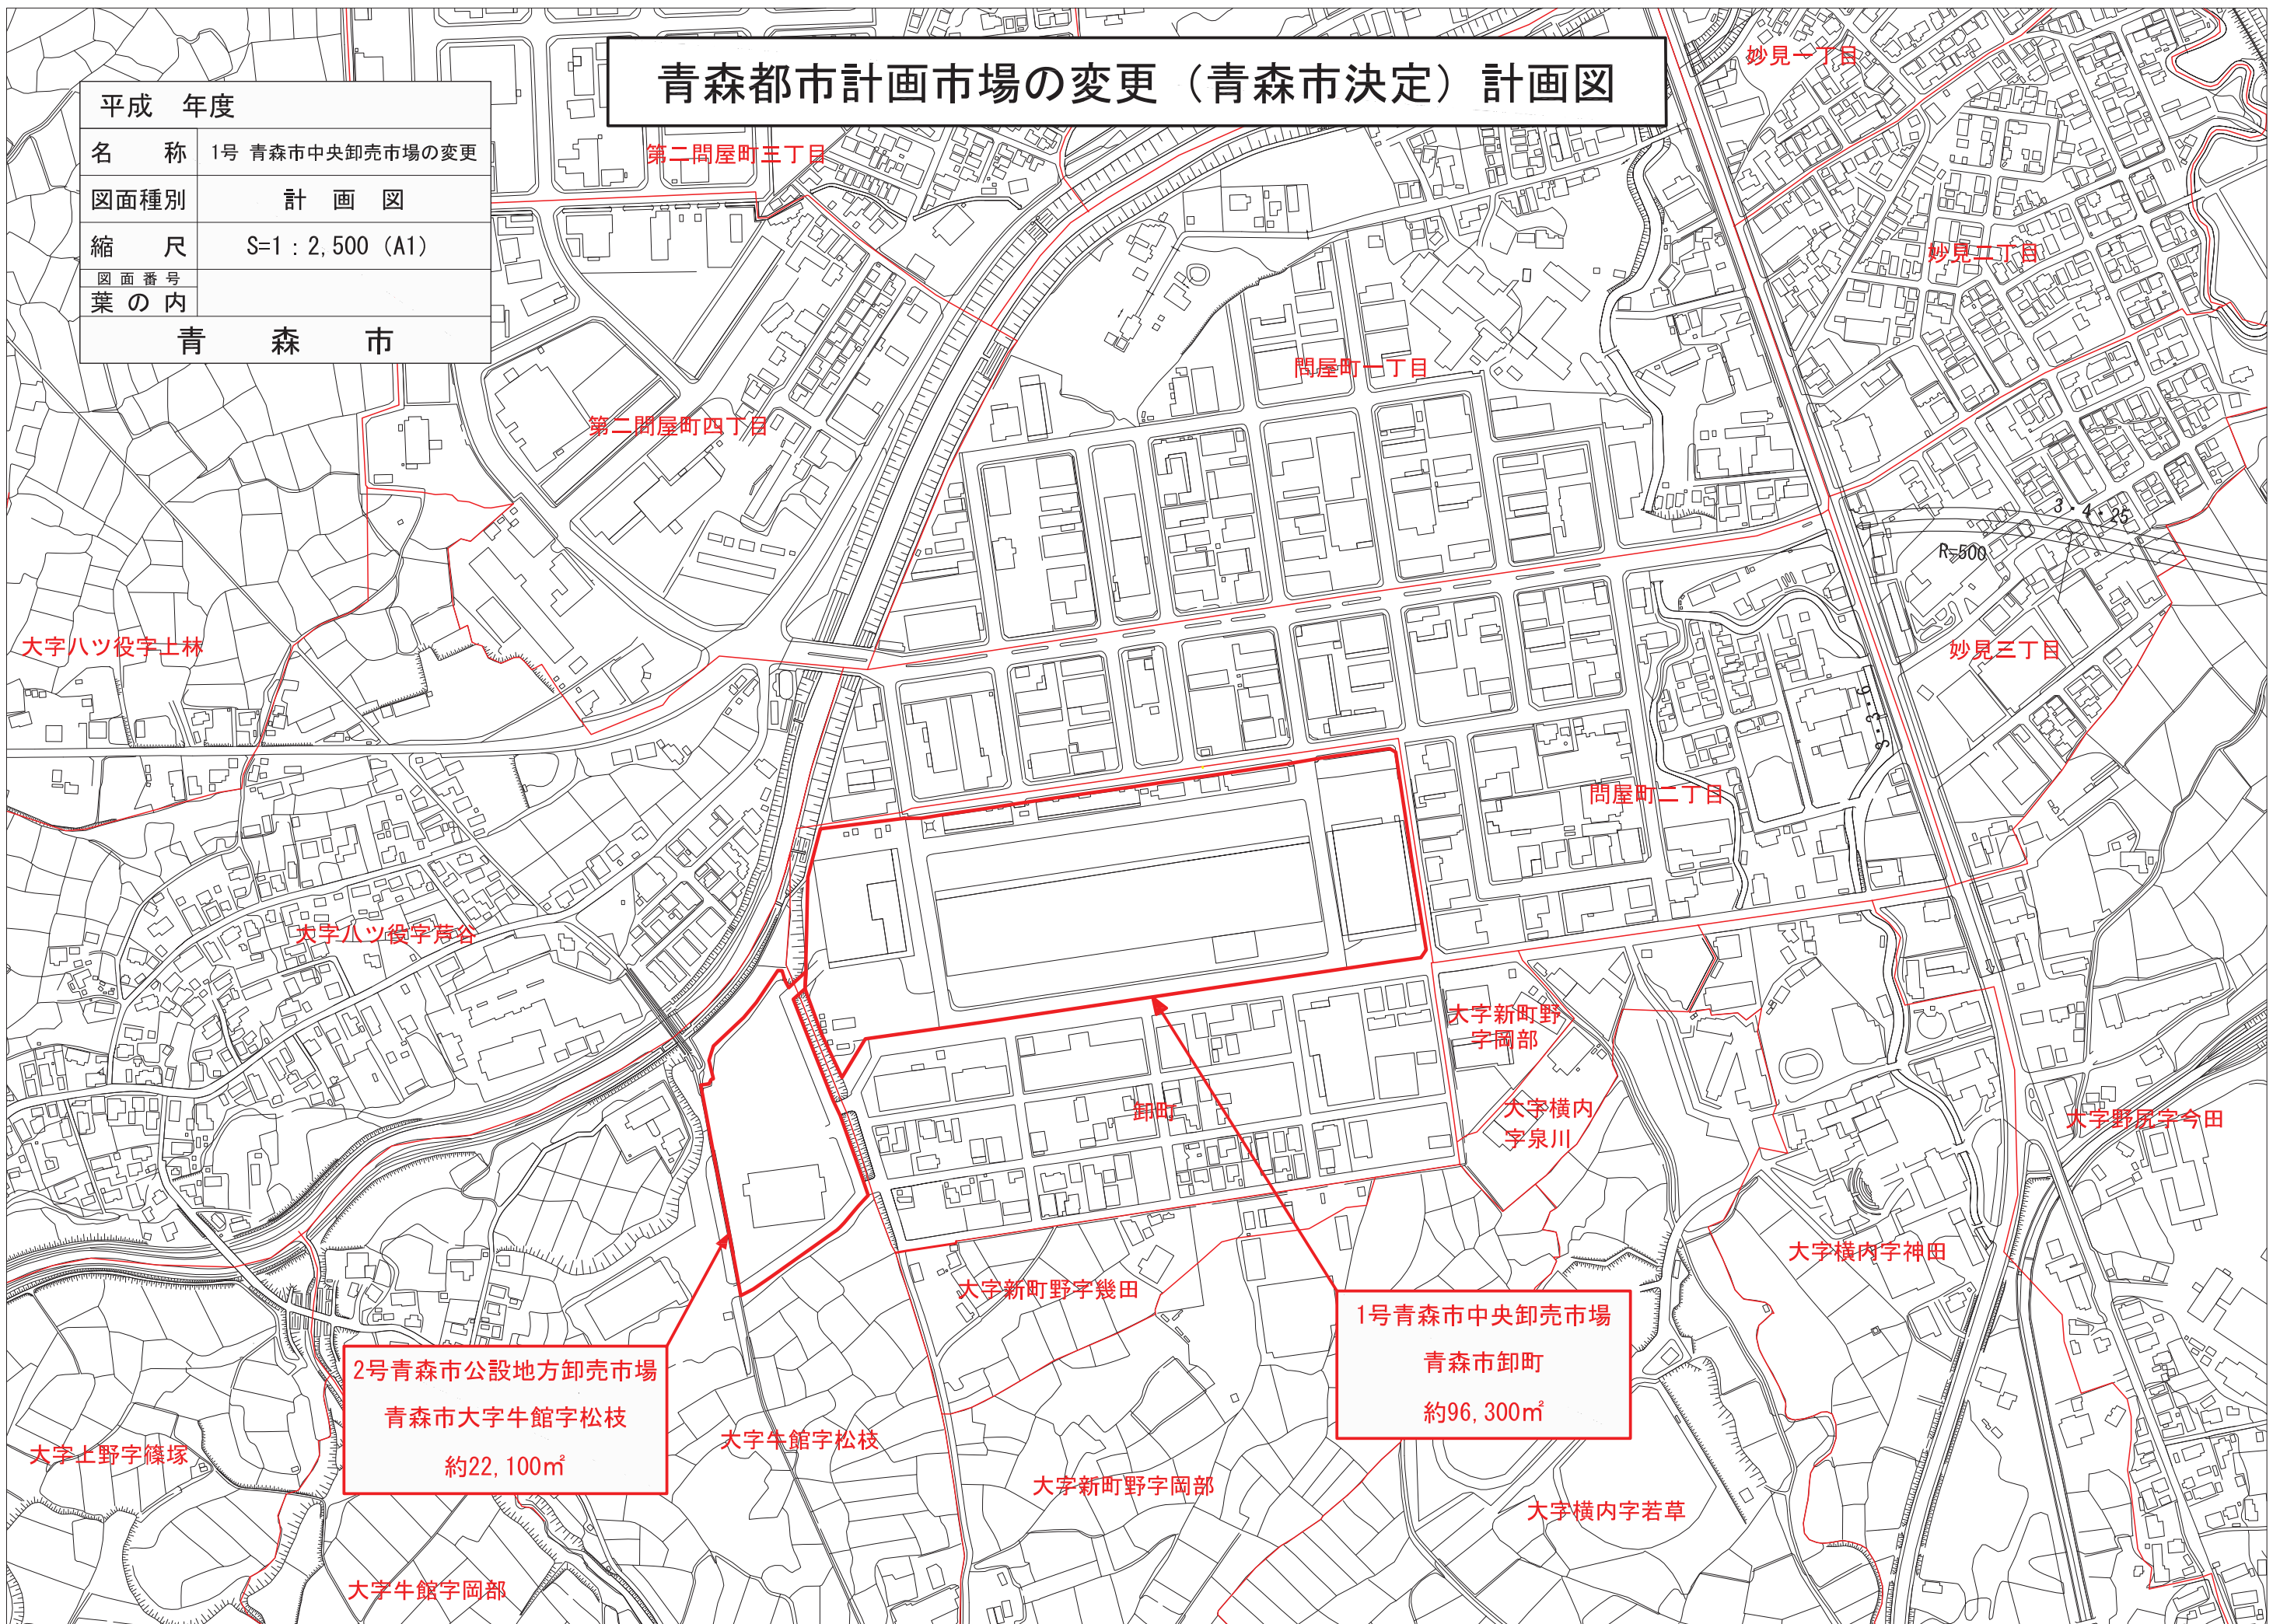 青森都市計画市場の変更（青森市決定）計画図
平成　年度
名　称　1号 青森市中央卸売市場の変更
図面種別　計　画　図
縮　尺　S=1：2,500（A1）
図面番号
葉の内
青　森　市
妙見一丁目
第二問屋町三丁目
妙見二丁目
問屋町一丁目
第二問屋町四丁目
3・4・25
R=500
大字八ツ役字上林
妙見三丁目
3・3・9
問屋町二丁目
大字八ツ役字芦谷
大字新町野
字岡部
卸町
大字横内
字泉川
大字野尻字今田
大字横内字神田
大字新町野字幾田
1号青森市中央卸売市場
青森市卸町
約96,300㎡
2号青森市公設地方卸売市場
青森市大字牛館字松枝
約22,100㎡
大字牛館字松枝
大字上野字篠塚
大字新町野字岡部
大字横内字若草
大字牛館字岡部